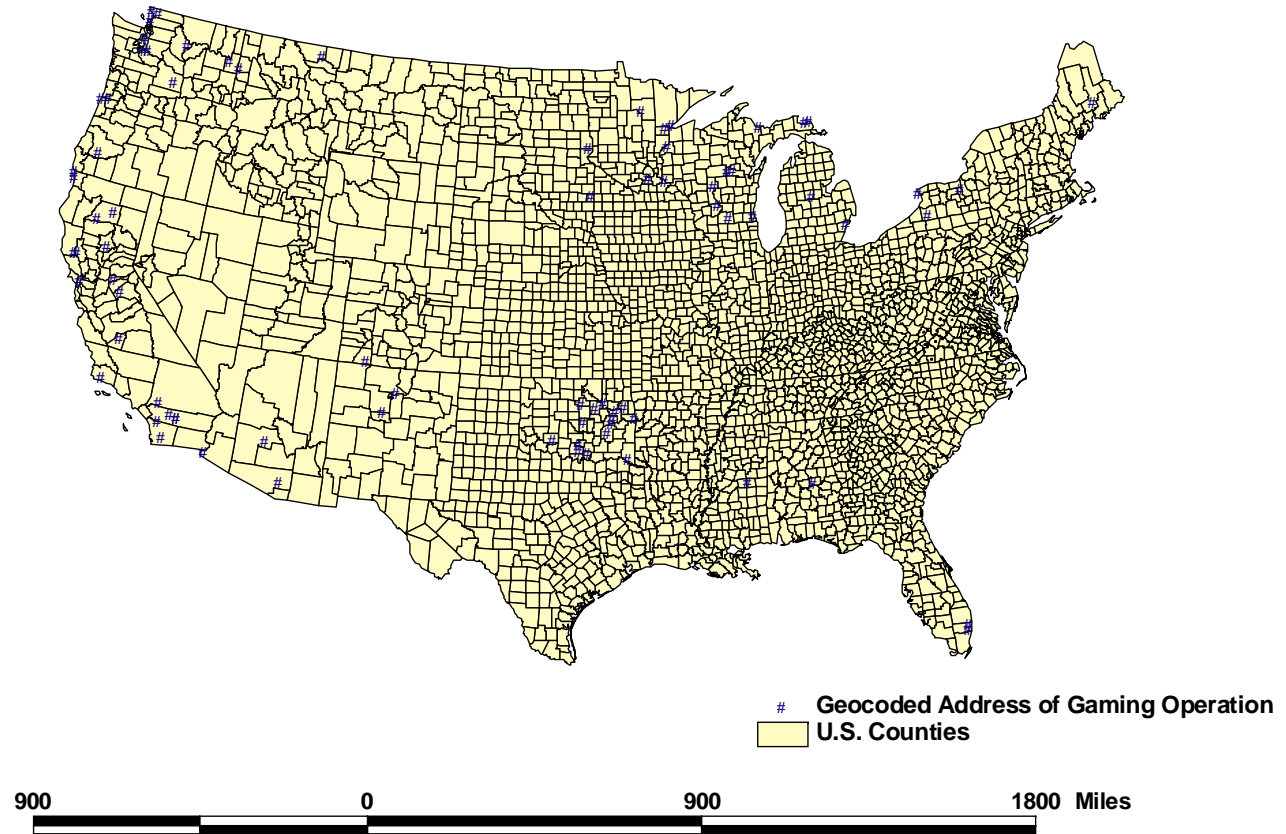 # Geocoded Address of Gaming Operation
U.S. Counties
900 0 900 1800 Miles